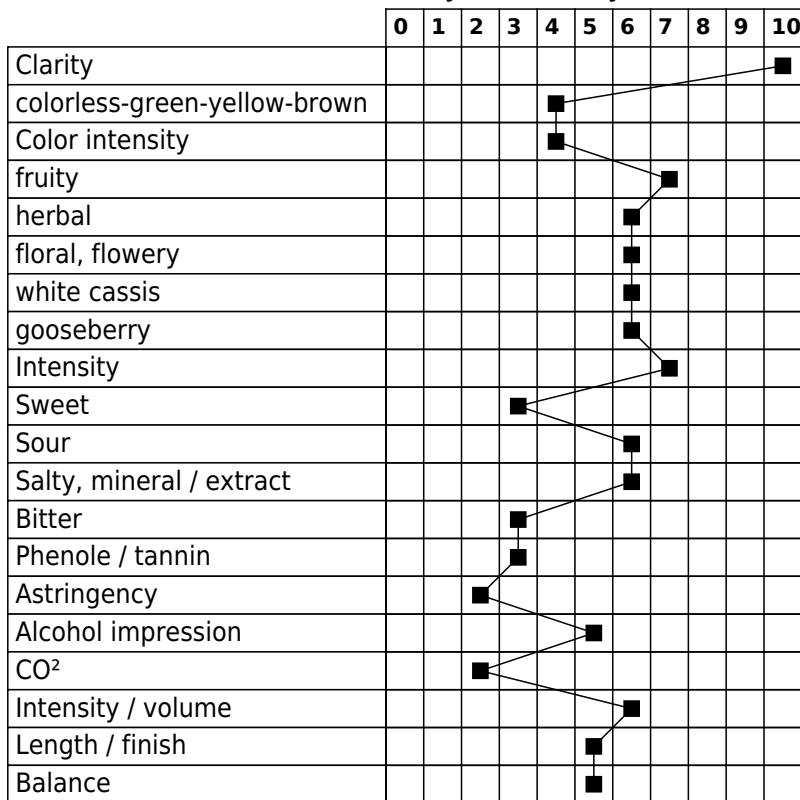 0 1 2 3 4 5 6 7 8 9 10
Clarity
colorless-green-yellow-brown
Color intensity
fruity
herbal
floral, flowery
white cassis
gooseberry
Intensity
Sweet
Sour
Salty, mineral / extract
Bitter
Phenole / tannin
Astringency
Alcohol impression
CO²
Intensity / volume
Length / finish
Balance